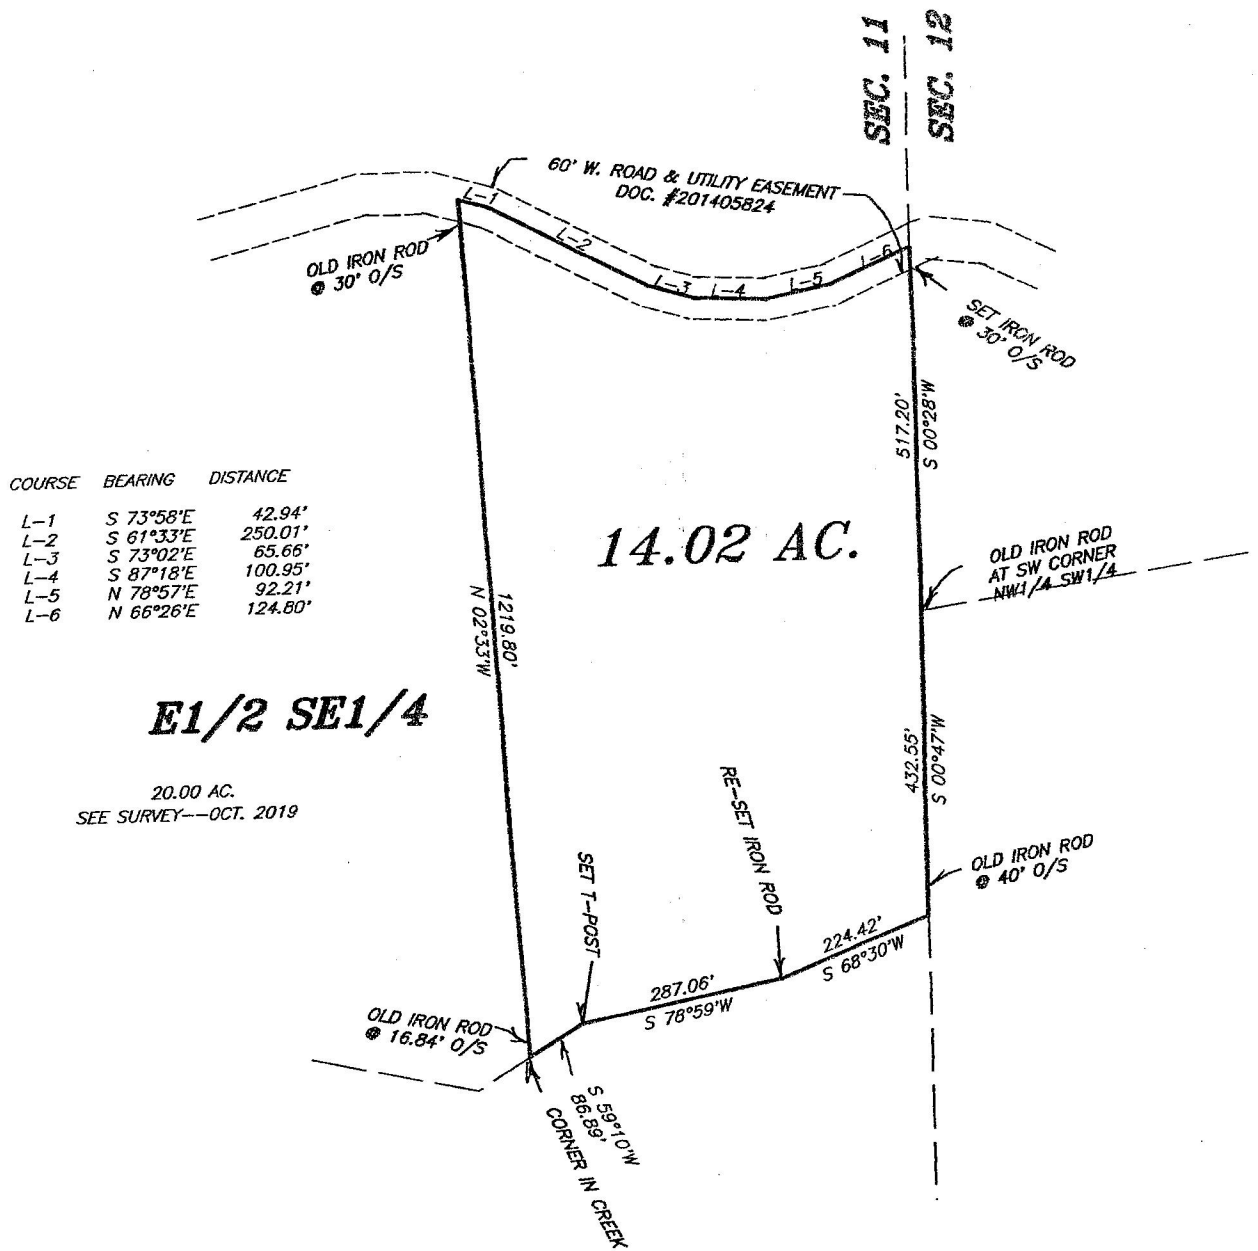 SEC. 11
SEC. 12
60' W. ROAD & UTILITY EASEMENT
DOC. #201405824
L-1
L-2
L-3
L-4
L-5
L-6
OLD IRON ROD
@ 30' O/S
SET IRON ROD
@ 30' O/S
517.20'
S 00°28'W
COURSE BEARING DISTANCE
L-1 S 73°58'E 42.94'
L-2 S 61°33'E 250.01'
L-3 S 73°02'E 65.66'
L-4 S 87°18'E 100.95'
L-5 N 78°57'E 92.21'
L-6 N 66°26'E 124.80'
14.02 AC.
OLD IRON ROD
AT SW CORNER
NW1/4 SW1/4
1219.80'
N 02°33'W
E1/2 SE1/4
20.00 AC.
SEE SURVEY--OCT. 2019
432.55'
S 00°47'W
RE-SET IRON ROD
SET T-POST
OLD IRON ROD
@ 40' O/S
224.42'
S 68°30'W
287.06'
S 78°59'W
OLD IRON ROD
@ 16.84' O/S
S 59°10'W
86.89'
CORNER IN CREEK